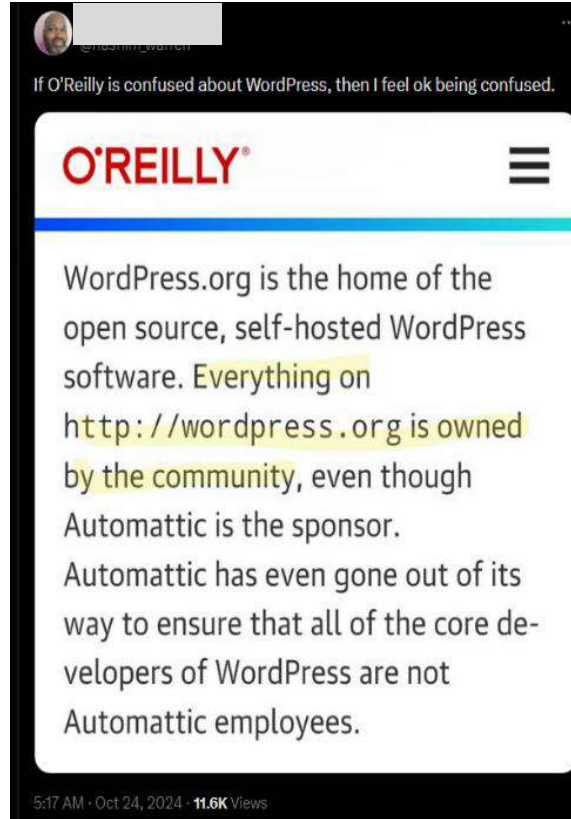 If O'Reilly is confused about WordPress, then I feel ok being confused.
O'REILLY®
WordPress.org is the home of the
open source, self-hosted WordPress
software. Everything on
http://wordpress.org is owned
by the community, even though
Automattic is the sponsor.
Automattic has even gone out of its
way to ensure that all of the core de-
velopers of WordPress are not
Automattic employees.
5:17 AM · Oct 24, 2024 · 11.6K Views